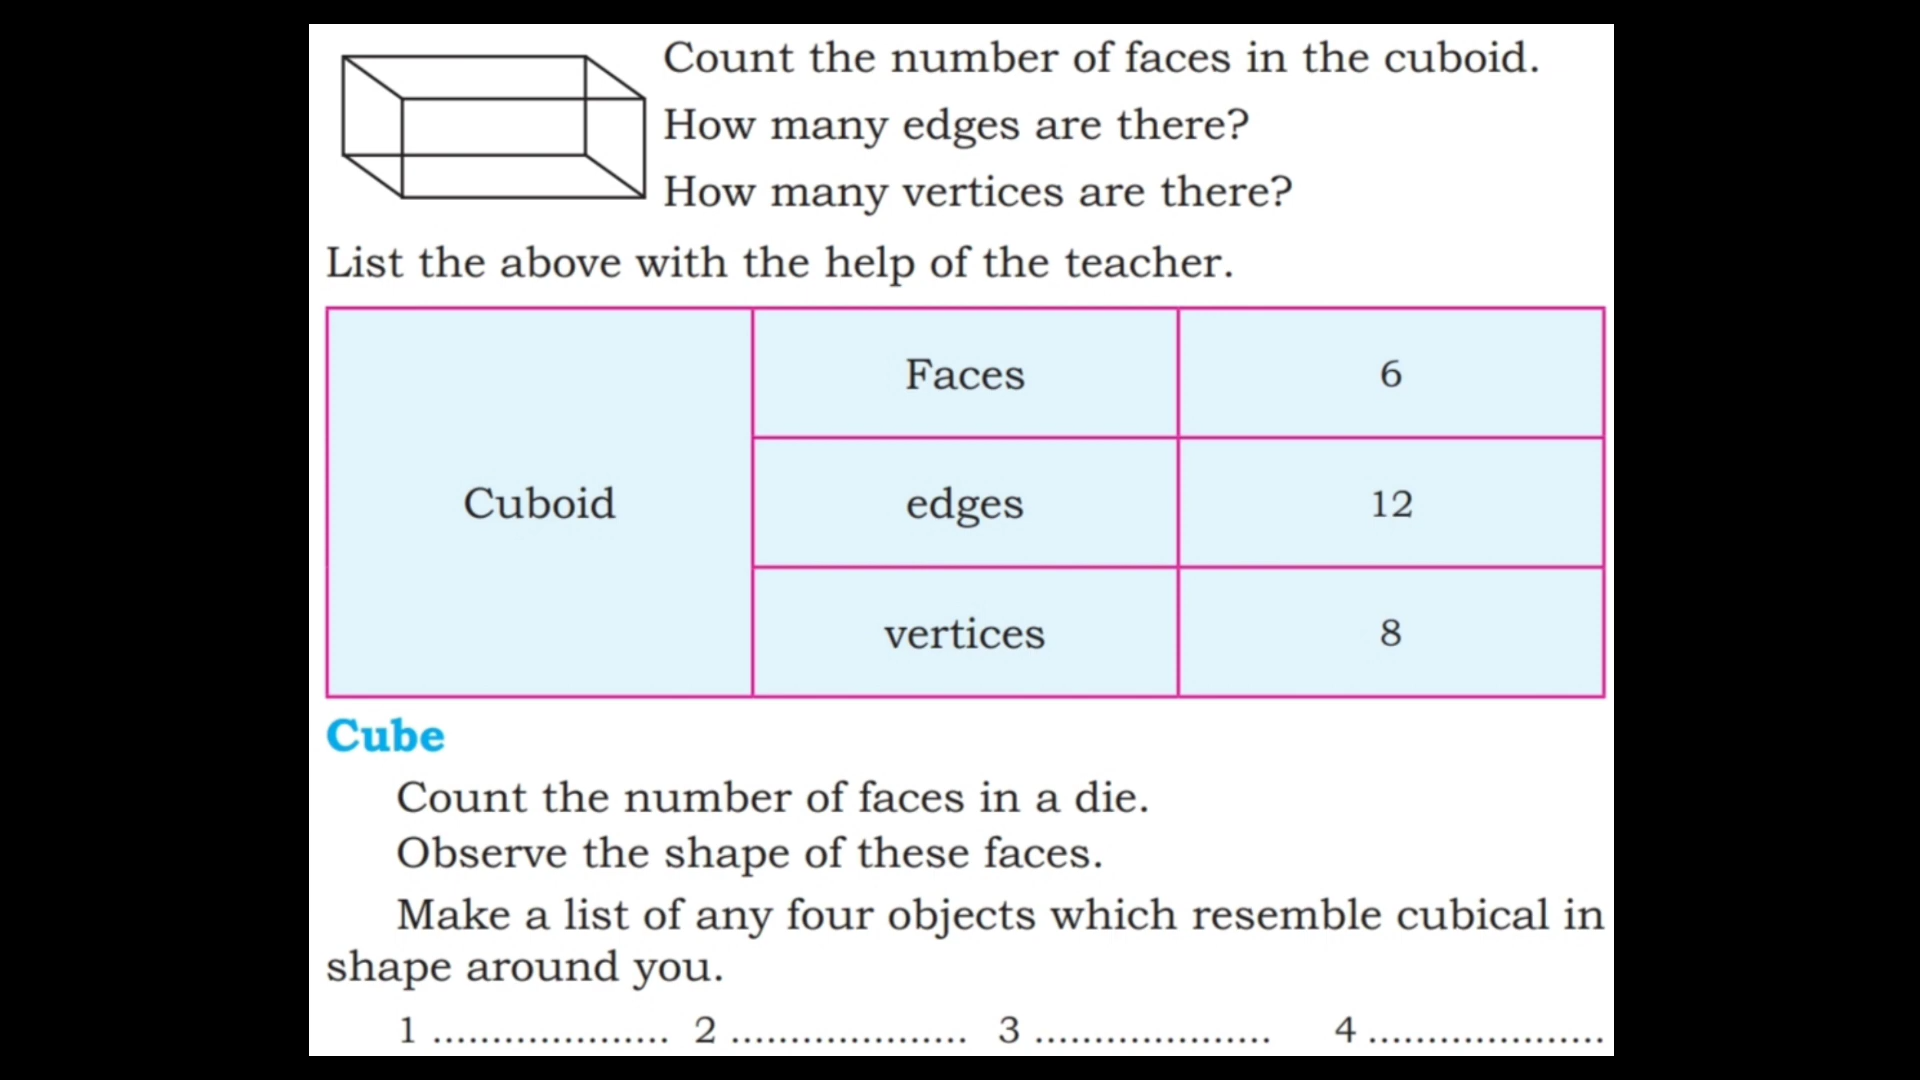 Count the number of faces in the cuboid.
How many edges are there?
How many vertices are there?
List the above with the help of the teacher.
Faces 6
Cuboid edges 12
vertices 8
Cube
Count the number of faces in a die.
Observe the shape of these faces.
Make a list of any four objects which resemble cubical in
shape around you.
1 .................... 2 .................... 3 .................... 4 ....................